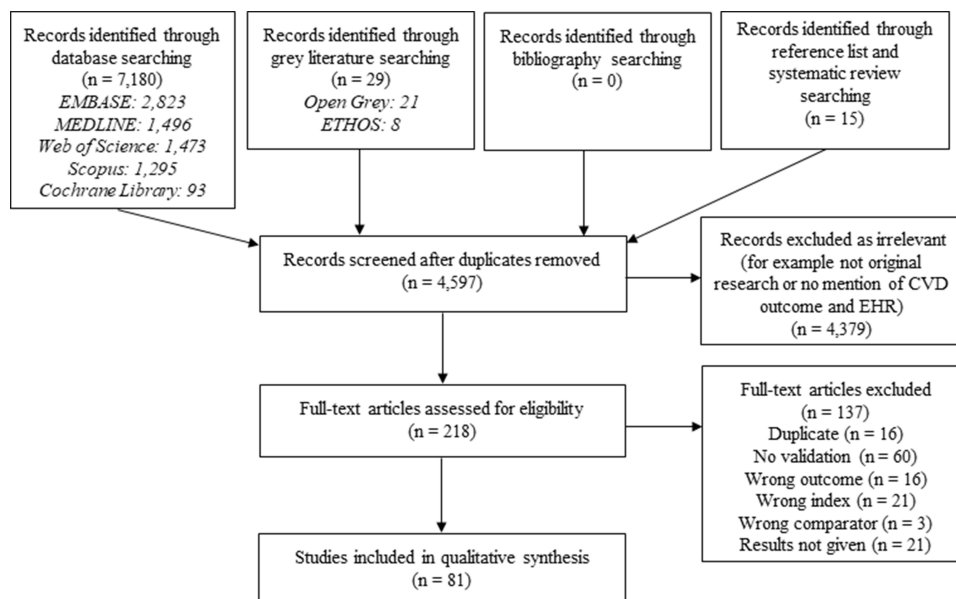 Records identified through
database searching
(n = 7,180)
EMBASE: 2,823
MEDLINE: 1,496
Web of Science: 1,473
Scopus: 1,295
Cochrane Library: 93
Records identified through
grey literature searching
(n = 29)
Open Grey: 21
ETHOS: 8
Records identified through
bibliography searching
(n = 0)
Records identified through
reference list and
systematic review
searching
(n = 15)
Records screened after duplicates removed
(n = 4,597)
Records excluded as irrelevant
(for example not original
research or no mention of CVD
outcome and EHR)
(n = 4,379)
Full-text articles assessed for eligibility
(n = 218)
Full-text articles excluded
(n = 137)
Duplicate (n = 16)
No validation (n = 60)
Wrong outcome (n = 16)
Wrong index (n = 21)
Wrong comparator (n = 3)
Results not given (n = 21)
Studies included in qualitative synthesis
(n = 81)